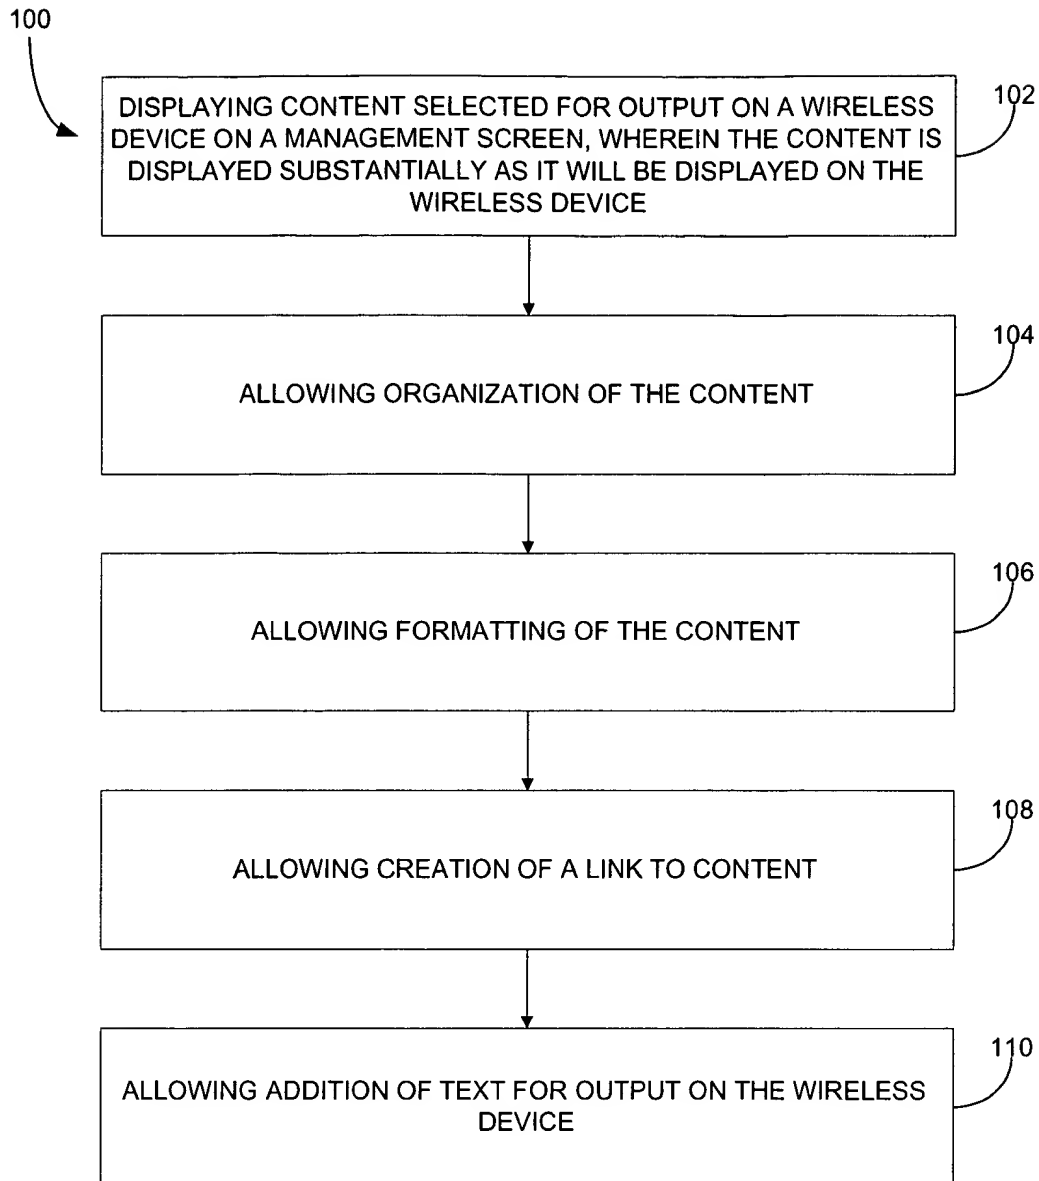 100
DISPLAYING CONTENT SELECTED FOR OUTPUT ON A WIRELESS
DEVICE ON A MANAGEMENT SCREEN, WHEREIN THE CONTENT IS
DISPLAYED SUBSTANTIALLY AS IT WILL BE DISPLAYED ON THE
WIRELESS DEVICE
102
ALLOWING ORGANIZATION OF THE CONTENT
104
ALLOWING FORMATTING OF THE CONTENT
106
ALLOWING CREATION OF A LINK TO CONTENT
108
ALLOWING ADDITION OF TEXT FOR OUTPUT ON THE WIRELESS
DEVICE
110